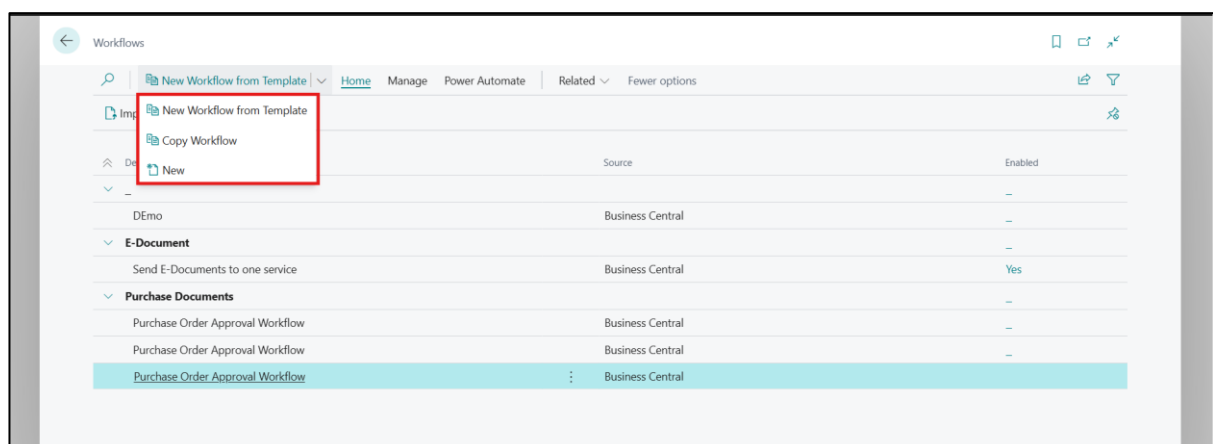 Workflows
New Workflow from Template Home Manage Power Automate Related Fewer options
New Workflow from Template
Copy Workflow
New
Source Enabled
_ _
DEmo Business Central _
E-Document _
Send E-Documents to one service Business Central Yes
Purchase Documents _
Purchase Order Approval Workflow Business Central _
Purchase Order Approval Workflow Business Central _
Purchase Order Approval Workflow Business Central